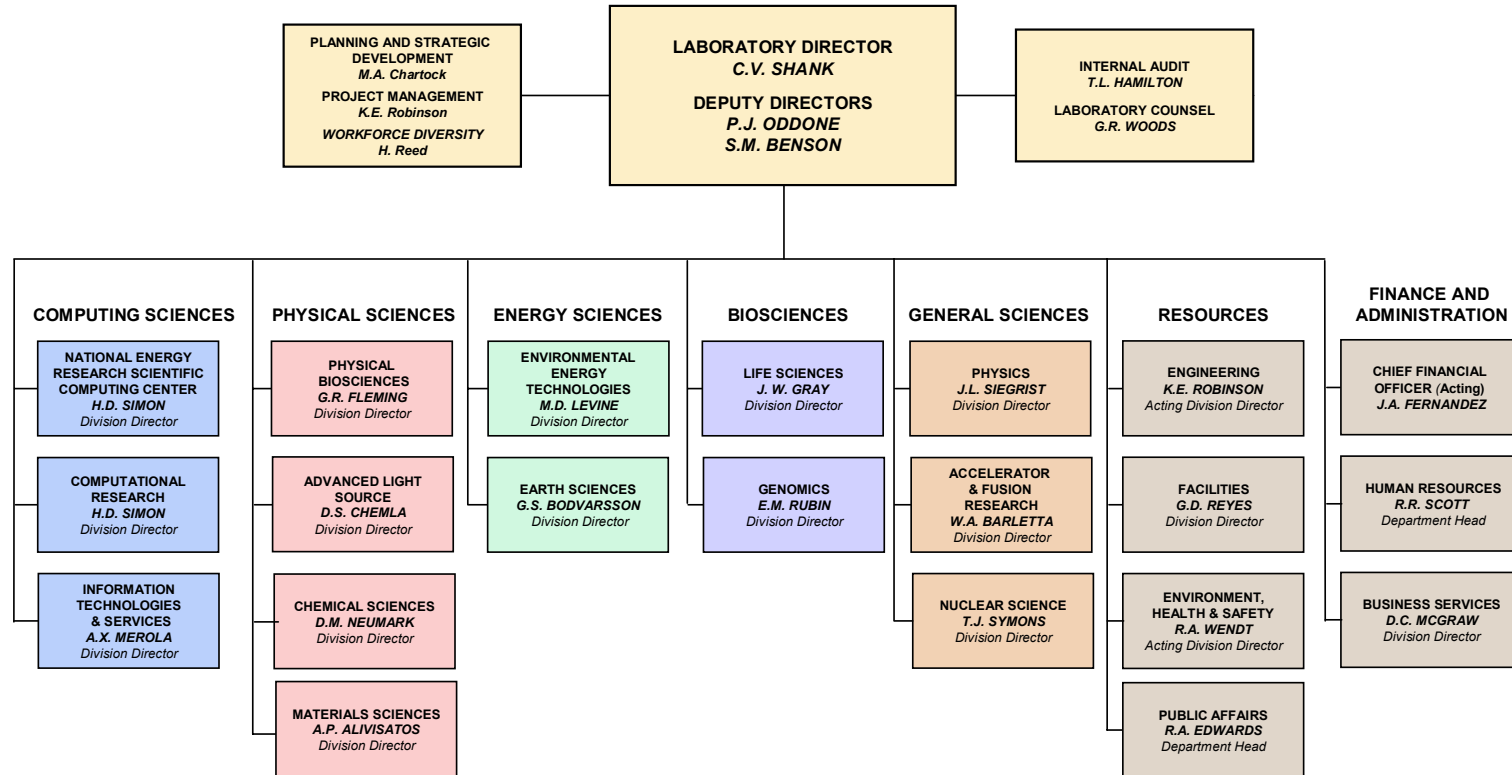 PLANNING AND STRATEGIC
DEVELOPMENT
M.A. Chartock
PROJECT MANAGEMENT
K.E. Robinson
WORKFORCE DIVERSITY
H. Reed
LABORATORY DIRECTOR
C.V. SHANK
DEPUTY DIRECTORS
P.J. ODDONE
S.M. BENSON
INTERNAL AUDIT
T.L. HAMILTON
LABORATORY COUNSEL
G.R. WOODS
COMPUTING SCIENCES
NATIONAL ENERGY
RESEARCH SCIENTIFIC
COMPUTING CENTER
H.D. SIMON
Division Director
COMPUTATIONAL
RESEARCH
H.D. SIMON
Division Director
INFORMATION
TECHNOLOGIES
& SERVICES
A.X. MEROLA
Division Director
PHYSICAL SCIENCES
PHYSICAL
BIOSCIENCES
G.R. FLEMING
Division Director
ADVANCED LIGHT
SOURCE
D.S. CHEMLA
Division Director
CHEMICAL SCIENCES
D.M. NEUMARK
Division Director
MATERIALS SCIENCES
A.P. ALIVISATOS
Division Director
ENERGY SCIENCES
ENVIRONMENTAL
ENERGY
TECHNOLOGIES
M.D. LEVINE
Division Director
EARTH SCIENCES
G.S. BODVARSSON
Division Director
BIOSCIENCES
LIFE SCIENCES
J. W. GRAY
Division Director
GENOMICS
E.M. RUBIN
Division Director
GENERAL SCIENCES
PHYSICS
J.L. SIEGRIST
Division Director
ACCELERATOR
& FUSION
RESEARCH
W.A. BARLETTA
Division Director
NUCLEAR SCIENCE
T.J. SYMONS
Division Director
RESOURCES
ENGINEERING
K.E. ROBINSON
Acting Division Director
FACILITIES
G.D. REYES
Division Director
ENVIRONMENT,
HEALTH & SAFETY
R.A. WENDT
Acting Division Director
PUBLIC AFFAIRS
R.A. EDWARDS
Department Head
FINANCE AND
ADMINISTRATION
CHIEF FINANCIAL
OFFICER (Acting)
J.A. FERNANDEZ
HUMAN RESOURCES
R.R. SCOTT
Department Head
BUSINESS SERVICES
D.C. MCGRAW
Division Director